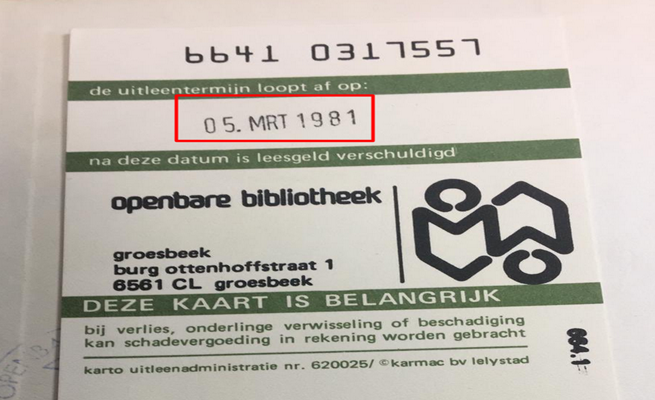 6641 0317557
de uitleentermijn loopt af op:
05. MRT 1981
na deze datum is leesgeld verschuldigd
openbare bibliotheek
groesbeek
burg ottenhoffstraat 1
6561 CL groesbeek
DEZE KAART IS BELANGRIJK
bij verlies, onderlinge verwisseling of beschadiging
kan schadevergoeding in rekening worden gebracht
karto uitleenadministratie nr. 620025/ ©karmac bv lelystad